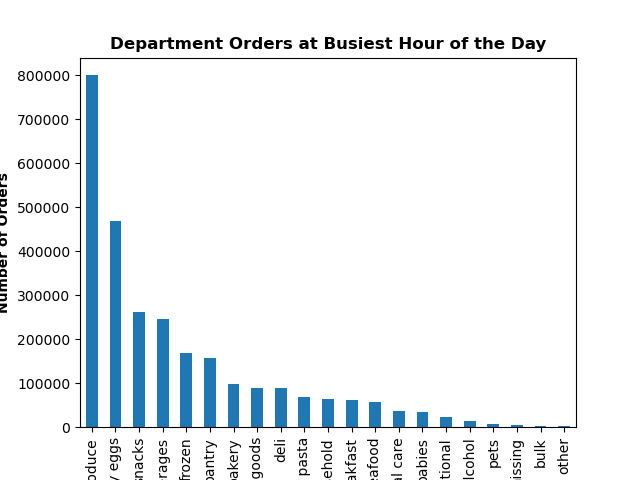 Department Orders at Busiest Hour of the Day
Number of Orders
800000
700000
600000
500000
400000
300000
200000
100000
0
oduce
y eggs
snacks
rages
frozen
pantry
bakery
goods
deli
pasta
ehold
akfast
eafood
al care
babies
tional
lcohol
pets
issing
bulk
other